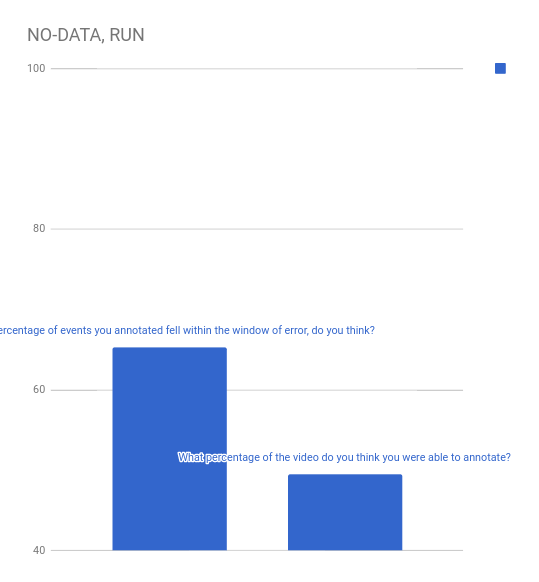 NO-DATA, RUN
100
80
ercentage of events you annotated fell within the window of error, do you think?
60
What percentage of the video do you think you were able to annotate?
40